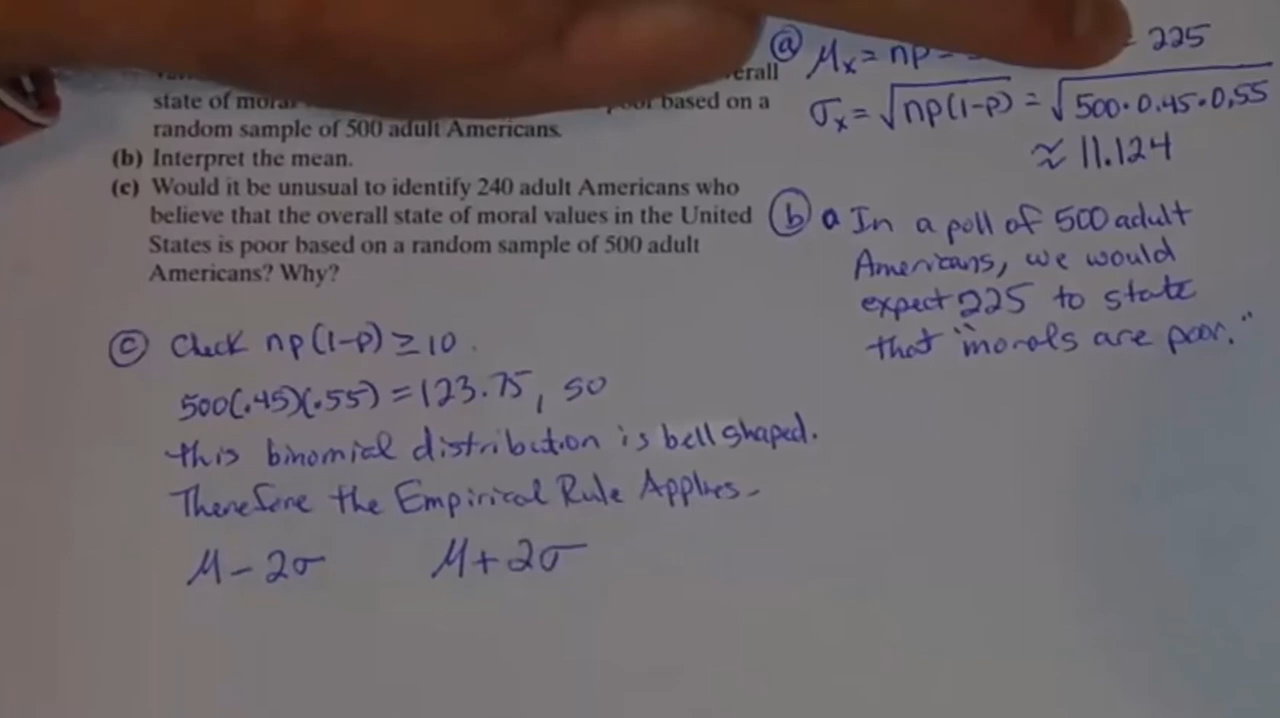 ⓐ μₓ = np = 225
erall
state of moral poor based on a
σₓ = √np(1-p) = √500·0.45·0.55
random sample of 500 adult Americans.
≈ 11.124
(b) Interpret the mean.
(c) Would it be unusual to identify 240 adult Americans who
believe that the overall state of moral values in the United
States is poor based on a random sample of 500 adult
Americans? Why?
ⓑ a In a poll of 500 adult
Americans, we would
expect 225 to state
that "morals are poor."
ⓒ Check np(1-p) ≥ 10.
500(.45)(.55) = 123.75, so
this binomial distribution is bell shaped.
Therefore the Empirical Rule Applies.
μ - 2σ μ + 2σ